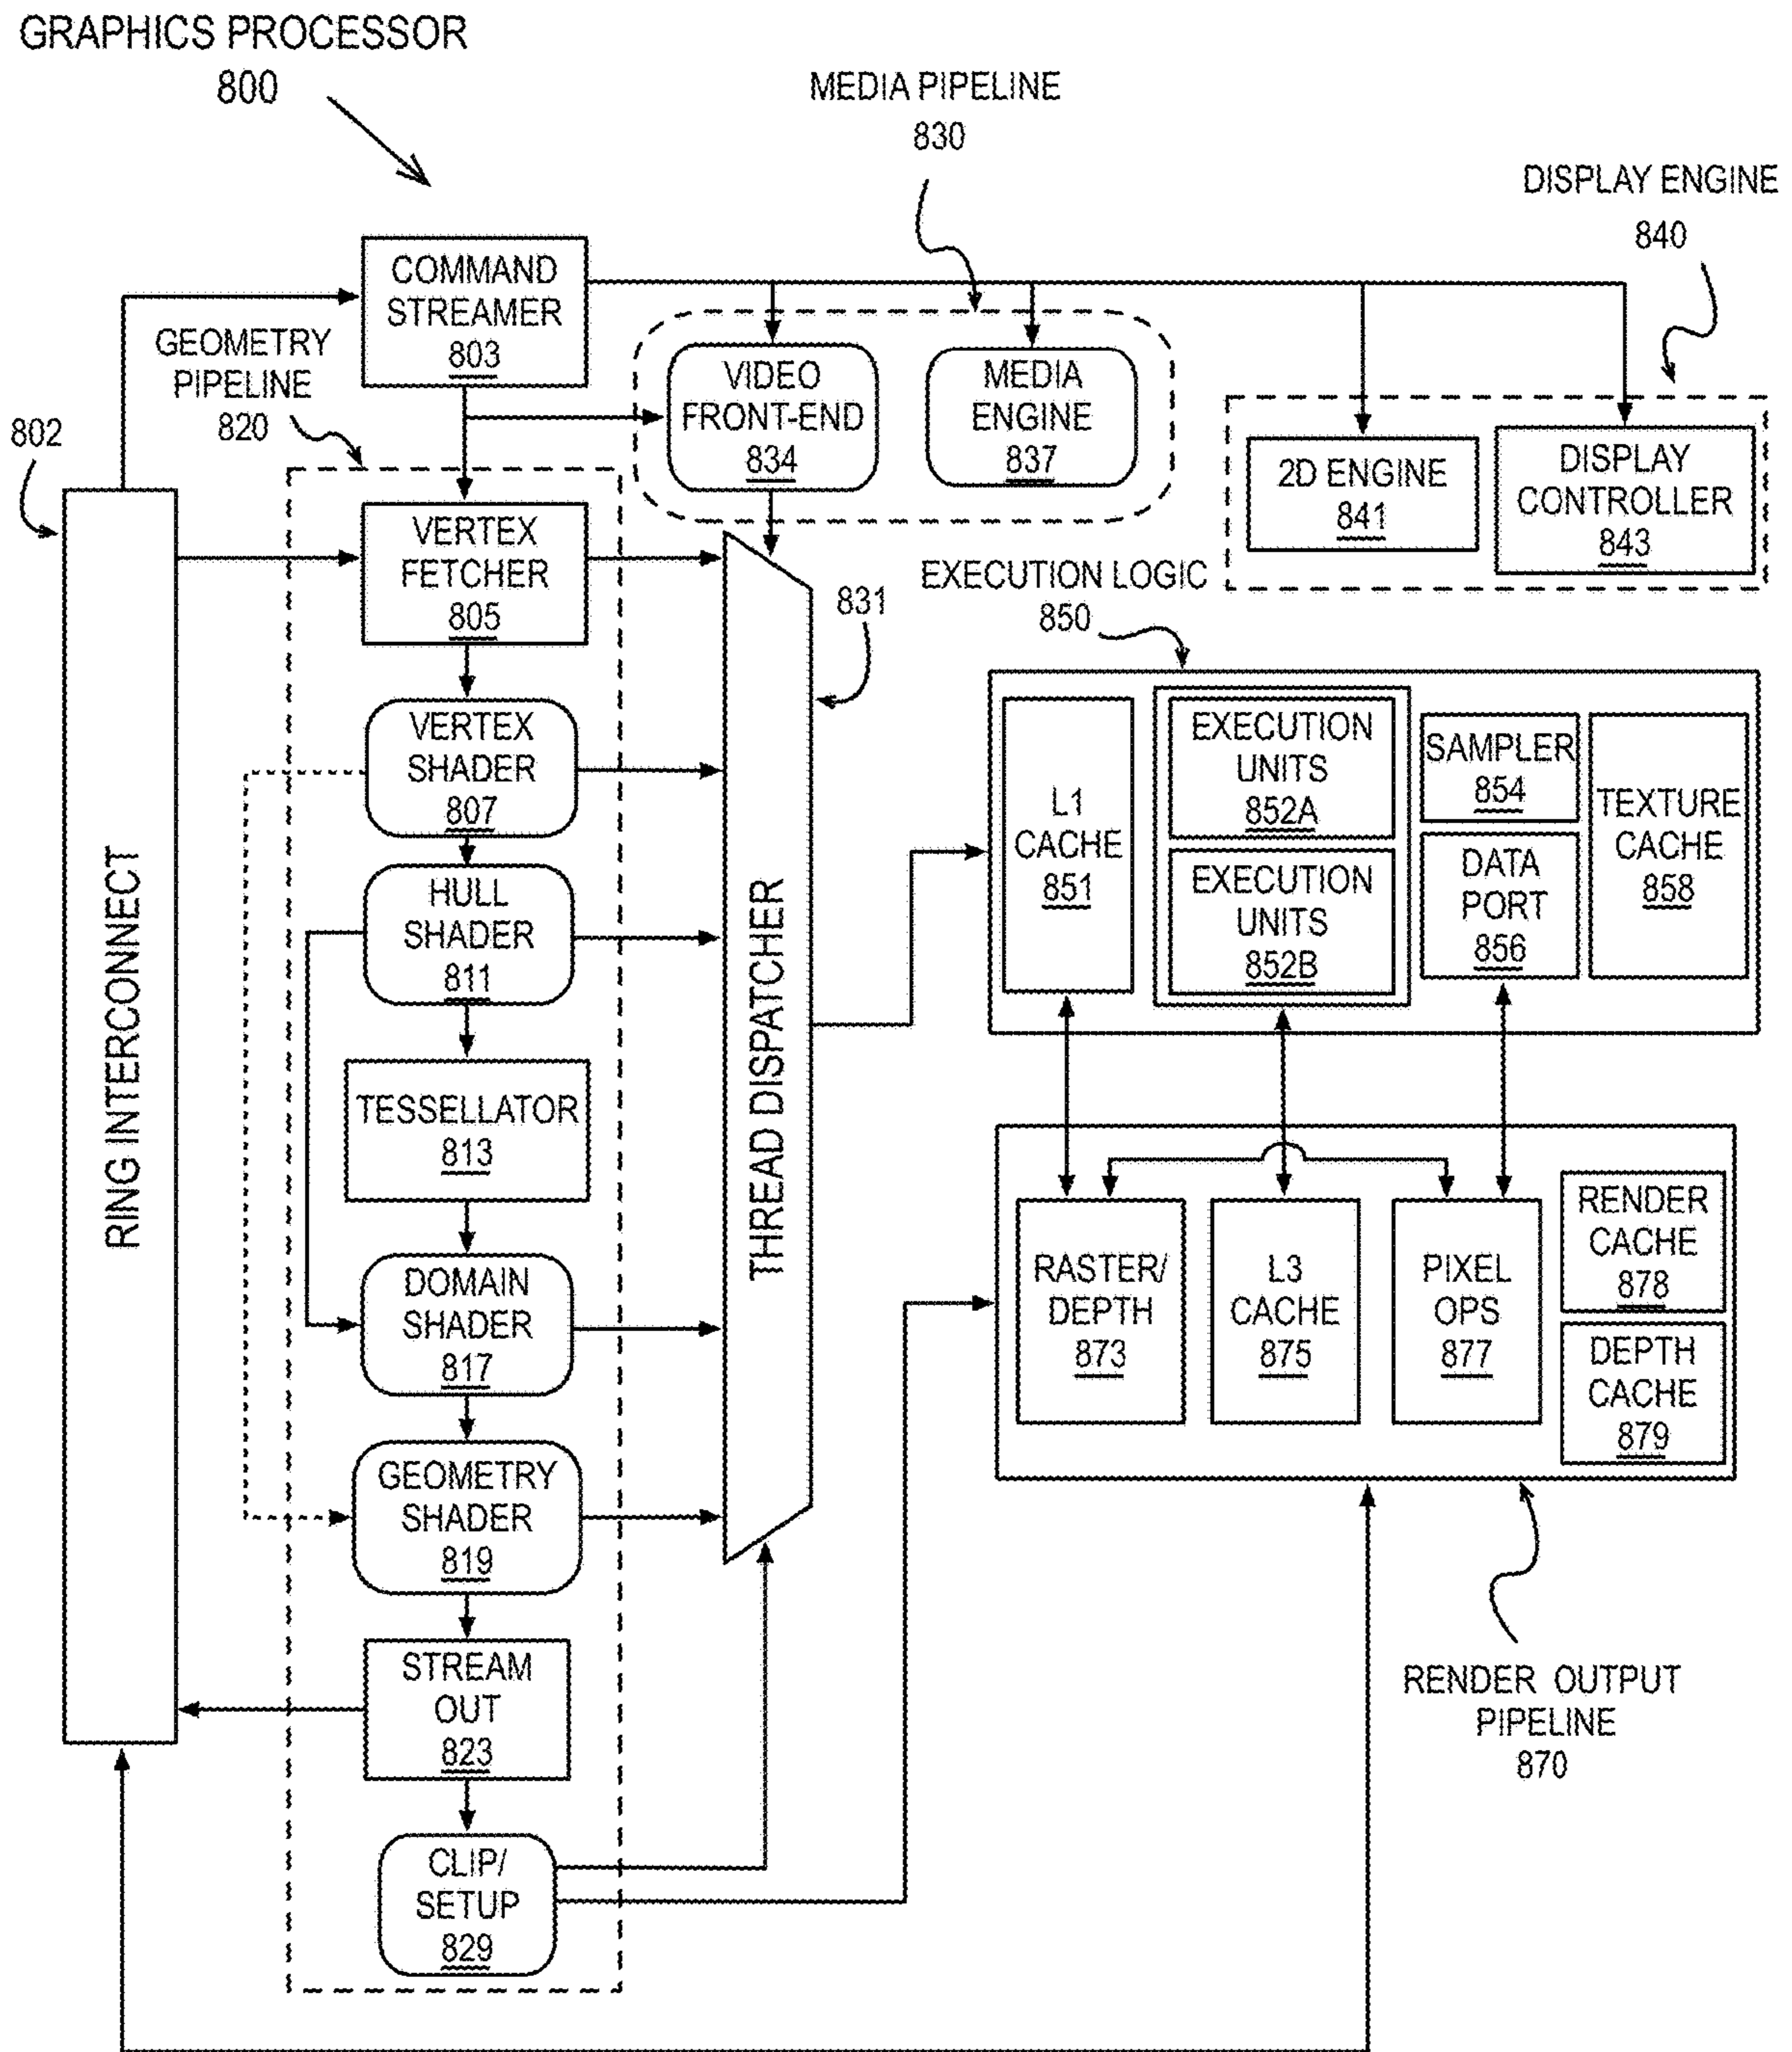 GRAPHICS PROCESSOR
800
MEDIA PIPELINE
830
DISPLAY ENGINE
840
COMMAND
STREAMER
803
GEOMETRY
PIPELINE
820
802
VIDEO
FRONT-END
834
MEDIA
ENGINE
837
2D ENGINE
841
DISPLAY
CONTROLLER
843
RING INTERCONNECT
VERTEX
FETCHER
805
VERTEX
SHADER
807
HULL
SHADER
811
TESSELLATOR
813
DOMAIN
SHADER
817
GEOMETRY
SHADER
819
STREAM
OUT
823
CLIP/
SETUP
829
THREAD DISPATCHER
831
EXECUTION LOGIC
850
L1
CACHE
851
EXECUTION
UNITS
852A
EXECUTION
UNITS
852B
SAMPLER
854
DATA
PORT
856
TEXTURE
CACHE
858
RASTER/
DEPTH
873
L3
CACHE
875
PIXEL
OPS
877
RENDER
CACHE
878
DEPTH
CACHE
879
RENDER OUTPUT
PIPELINE
870